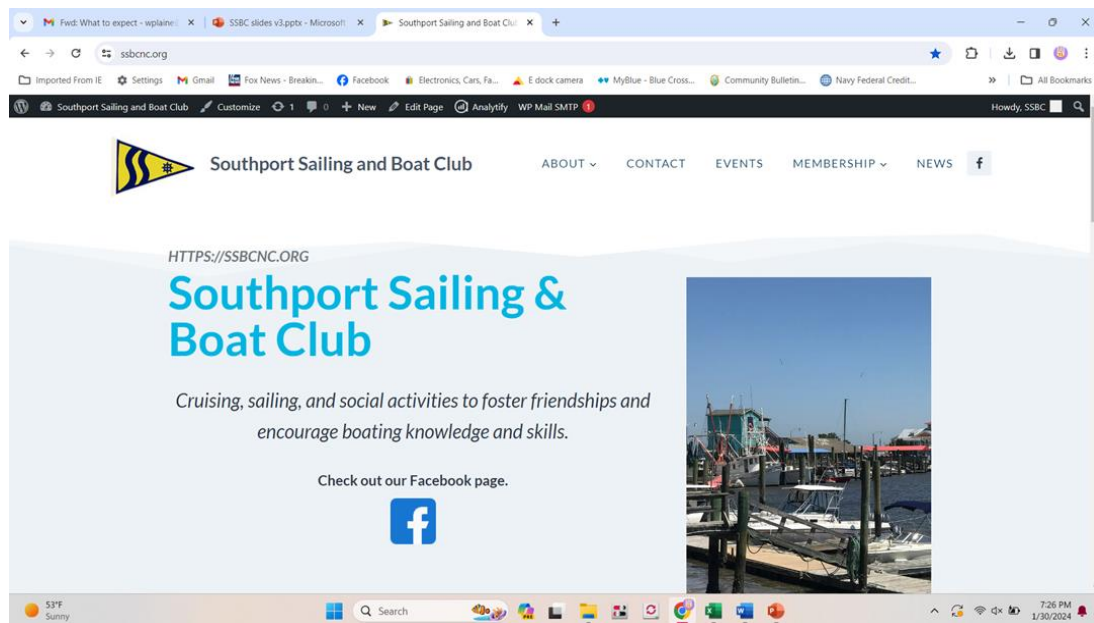 Fwd: What to expect - wplaine
SSBC slides v3.pptx - Microsoft
Southport Sailing and Boat Clu
ssbcnc.org
Imported From IE Settings Gmail Fox News - Breakin... Facebook Electronics, Cars, Fa... E dock camera MyBlue - Blue Cross... Community Bulletin... Navy Federal Credit... » All Bookmarks
Southport Sailing and Boat Club Customize 1 0 + New Edit Page Analytify WP Mail SMTP 1 Howdy, SSBC
Southport Sailing and Boat Club
ABOUT CONTACT EVENTS MEMBERSHIP NEWS
HTTPS://SSBCNC.ORG
Southport Sailing &
Boat Club
Cruising, sailing, and social activities to foster friendships and
encourage boating knowledge and skills.
Check out our Facebook page.
53°F
Sunny
Search
7:26 PM
1/30/2024